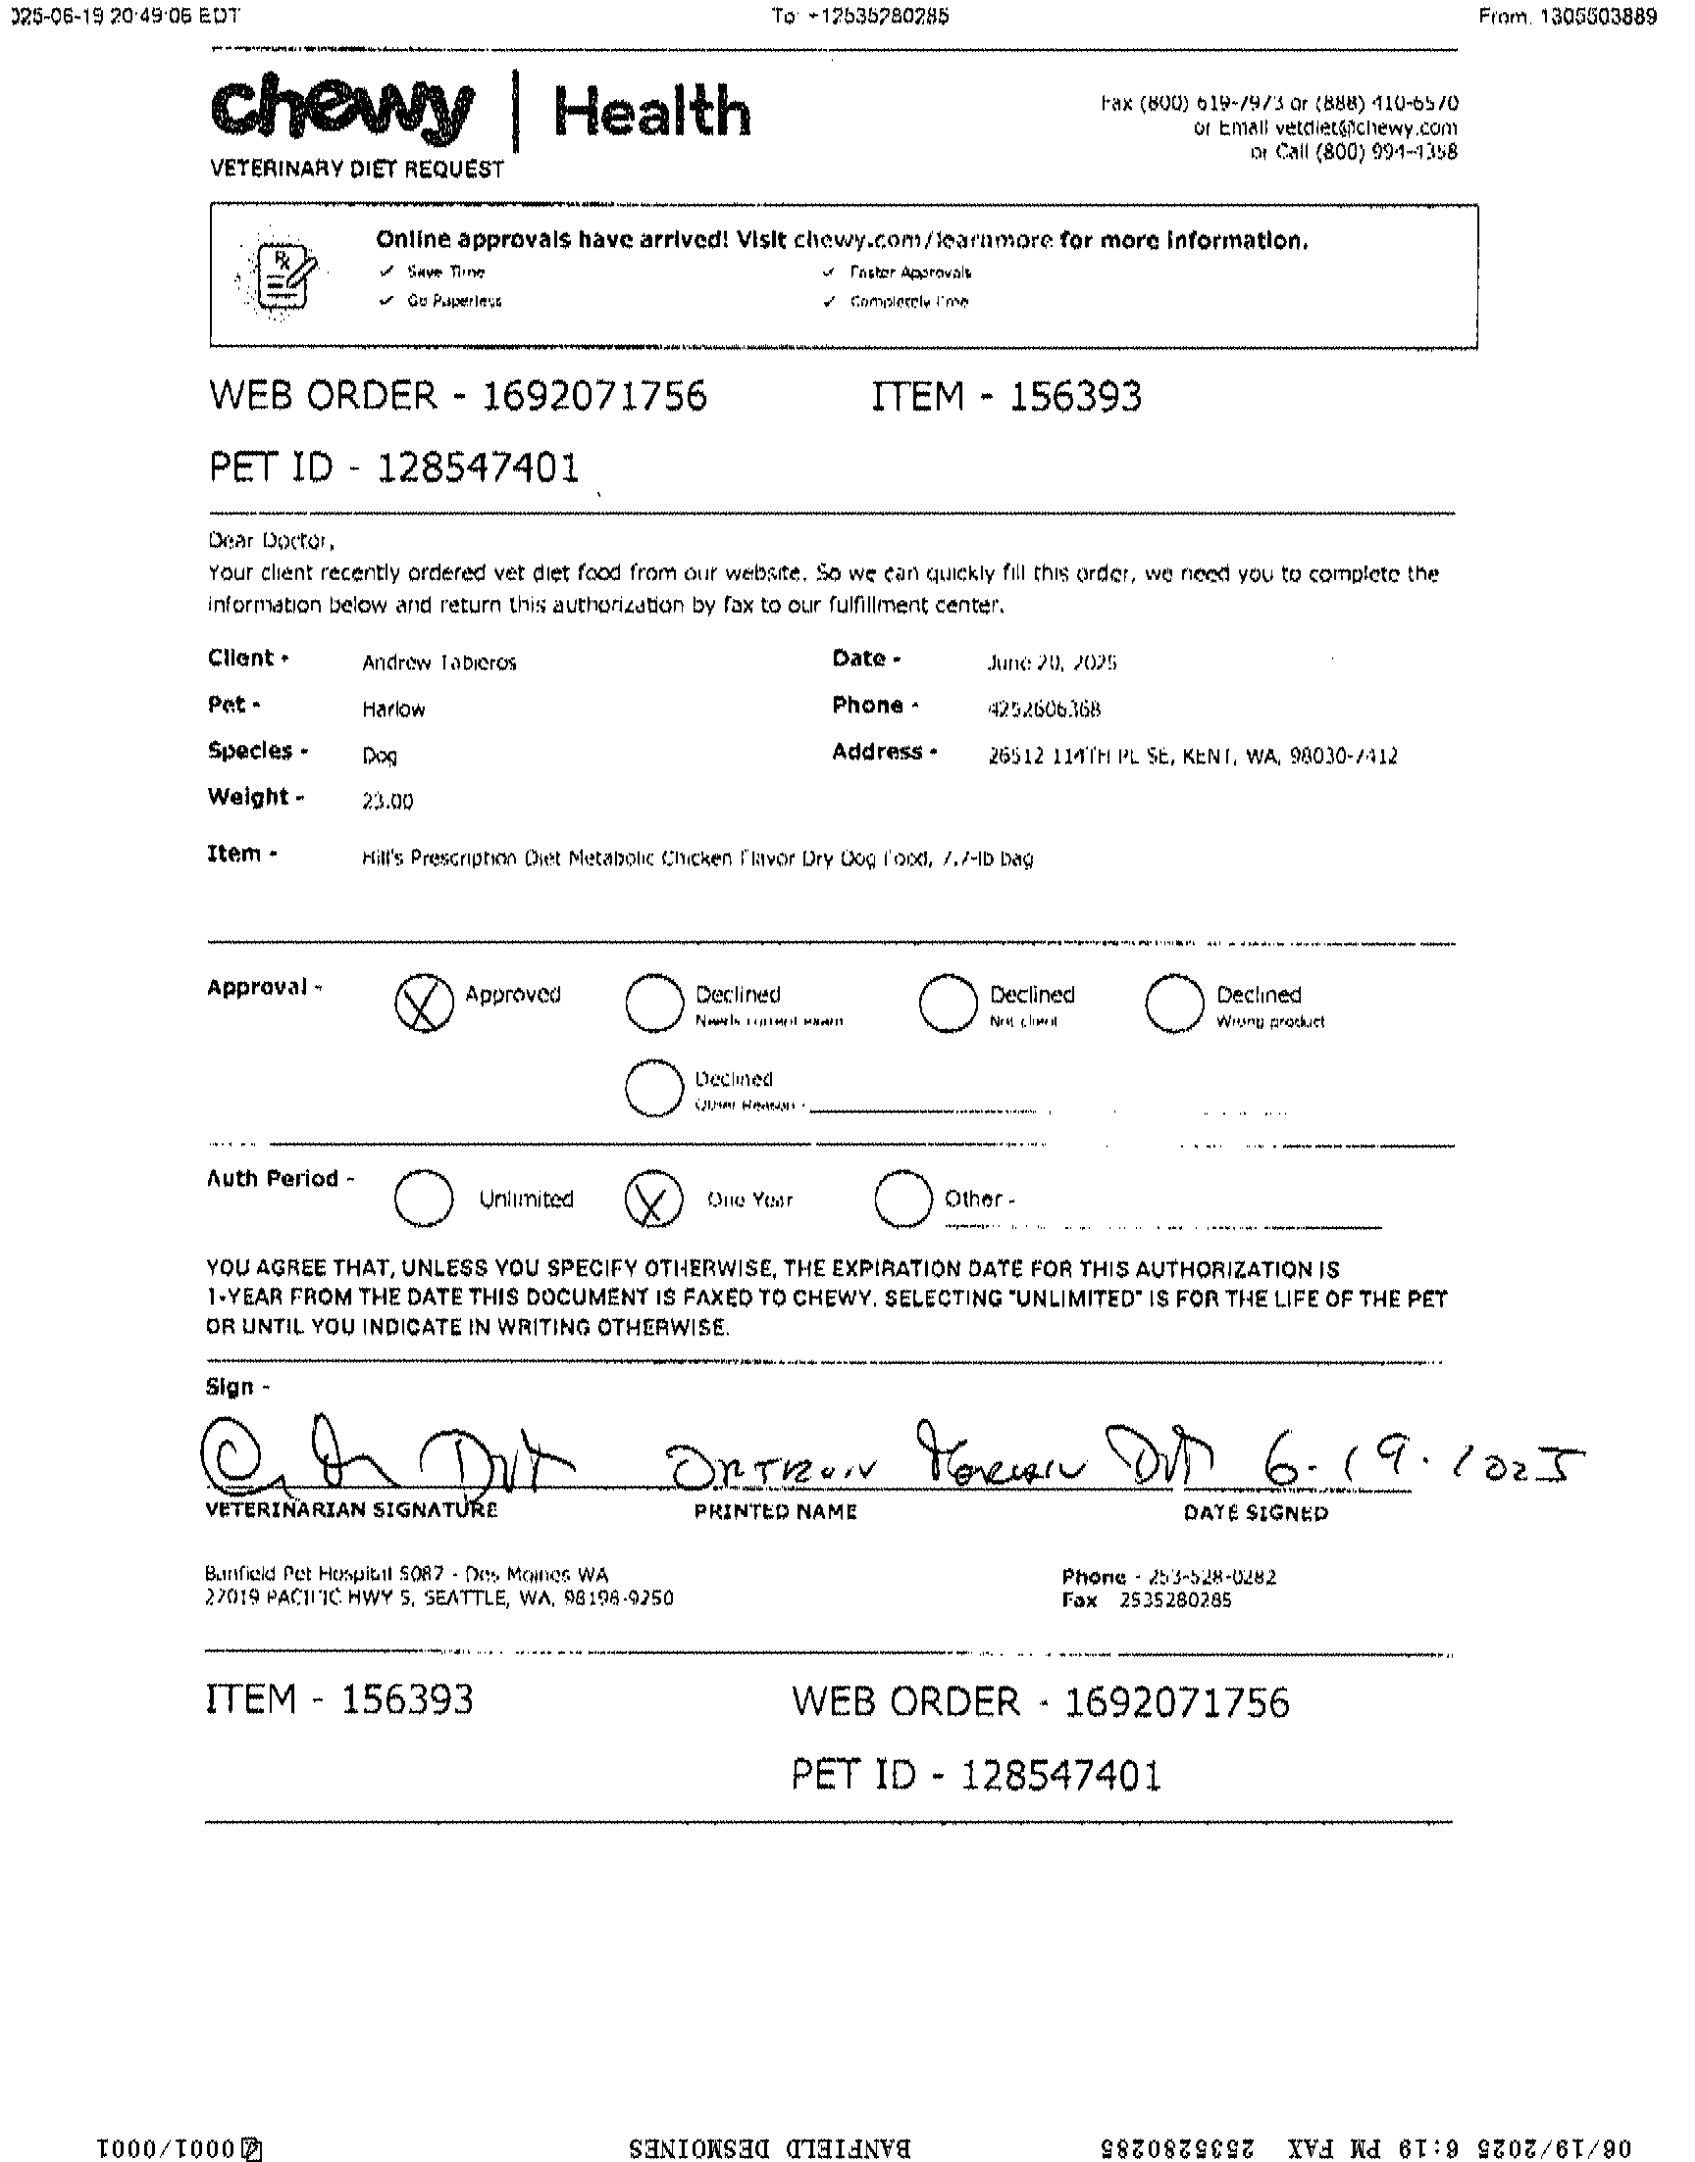 025-06-19 20:49:06 EDT To: +12535280285 From: 1305503889
chewy | Health
Fax (800) 619-7973 or (888) 410-6570
or Email vetdiet@chewy.com
or Call (800) 994-4358
VETERINARY DIET REQUEST
Online approvals have arrived! Visit chewy.com/learnmore for more information.
✓ Save Time ✓ Faster Approvals
✓ Go Paperless ✓ Completely Free
WEB ORDER - 1692071756 ITEM - 156393
PET ID - 128547401
Dear Doctor,
Your client recently ordered vet diet food from our website. So we can quickly fill this order, we need you to complete the
information below and return this authorization by fax to our fulfillment center.
Client - Andrew Tabieros Date - June 20, 2025
Pet - Harlow Phone - 4252606368
Species - Dog Address - 26512 114TH PL SE, KENT, WA, 98030-7412
Weight - 23.00
Item - Hill's Prescription Diet Metabolic Chicken Flavor Dry Dog Food, 7.7-lb bag
Approval - X Approved Declined Declined Declined
Needs current exam Not client Wrong product
Declined
Other Reason -
Auth Period - Unlimited X One Year Other -
YOU AGREE THAT, UNLESS YOU SPECIFY OTHERWISE, THE EXPIRATION DATE FOR THIS AUTHORIZATION IS
1-YEAR FROM THE DATE THIS DOCUMENT IS FAXED TO CHEWY. SELECTING "UNLIMITED" IS FOR THE LIFE OF THE PET
OR UNTIL YOU INDICATE IN WRITING OTHERWISE.
Sign -
DVM 6-19-2025
VETERINARIAN SIGNATURE PRINTED NAME DATE SIGNED
Banfield Pet Hospital 5087 - Des Moines WA Phone - 253-528-0282
27019 PACIFIC HWY S, SEATTLE, WA, 98198-9250 Fax 2535280285
ITEM - 156393 WEB ORDER - 1692071756
PET ID - 128547401
06/19/2025 6:19 PM FAX 2535280285 BANFIELD DESMOINES 0001/0001